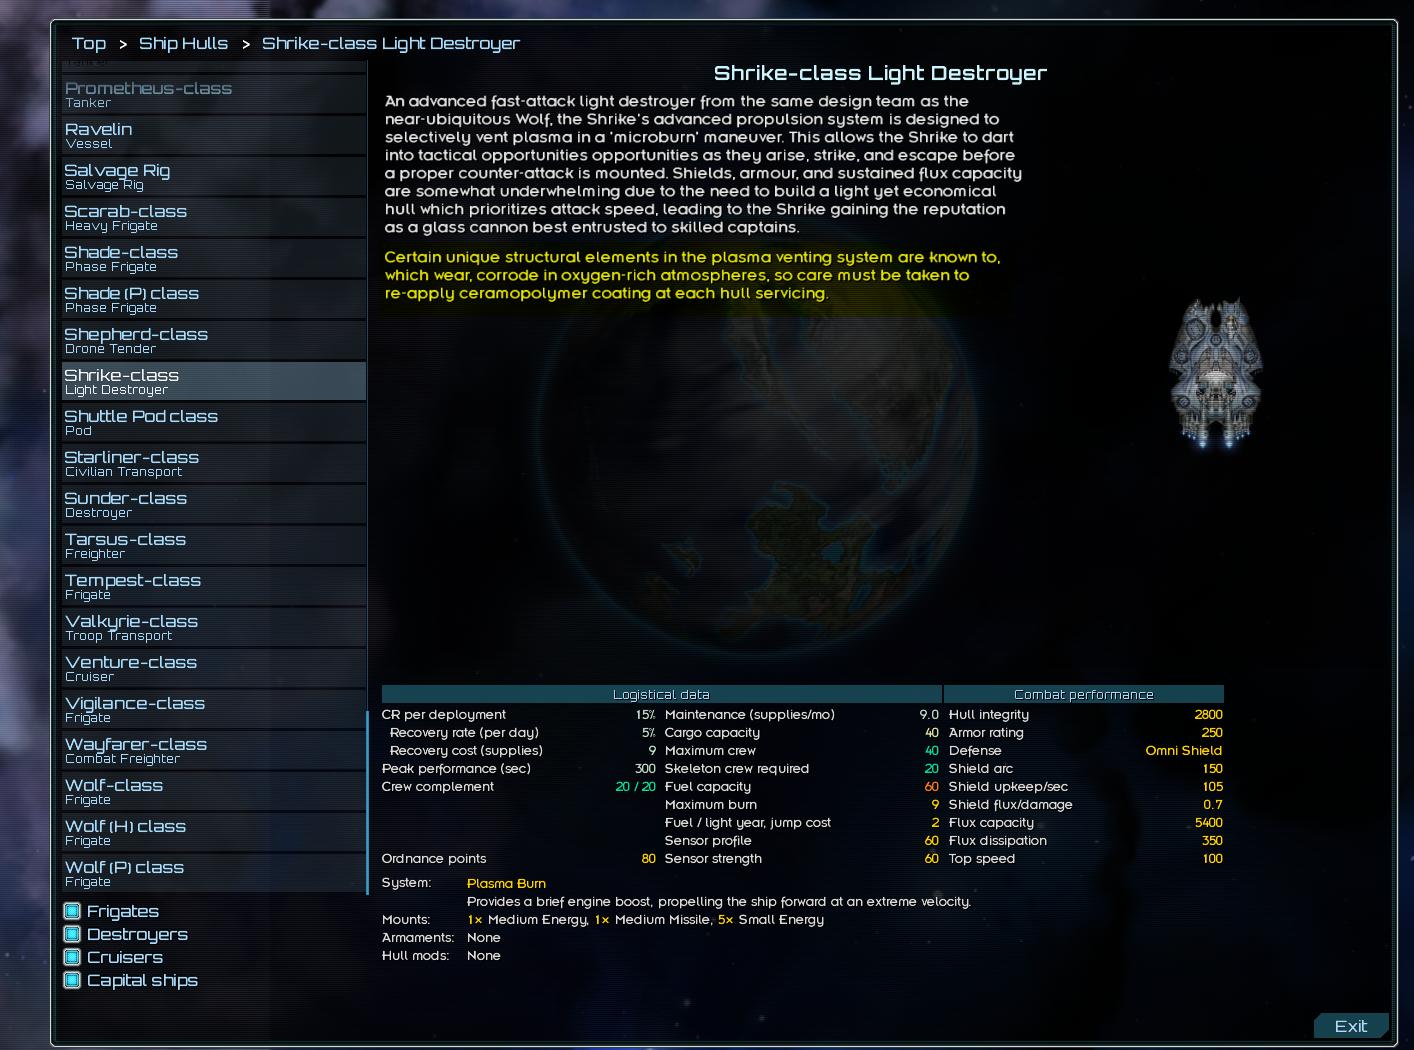 Top > Ship Hulls > Shrike-class Light Destroyer
Tanker
Prometheus-class
Tanker
Ravelin
Vessel
Salvage Rig
Salvage Rig
Scarab-class
Heavy Frigate
Shade-class
Phase Frigate
Shade (P) class
Phase Frigate
Shepherd-class
Drone Tender
Shrike-class
Light Destroyer
Shuttle Pod class
Pod
Starliner-class
Civilian Transport
Sunder-class
Destroyer
Tarsus-class
Freighter
Tempest-class
Frigate
Valkyrie-class
Troop Transport
Venture-class
Cruiser
Vigilance-class
Frigate
Wayfarer-class
Combat Freighter
Wolf-class
Frigate
Wolf (H) class
Frigate
Wolf (P) class
Frigate
Frigates
Destroyers
Cruisers
Capital ships
Shrike-class Light Destroyer
An advanced fast-attack light destroyer from the same design team as the
near-ubiquitous Wolf, the Shrike's advanced propulsion system is designed to
selectively vent plasma in a 'microburn' maneuver. This allows the Shrike to dart
into tactical opportunities opportunities as they arise, strike, and escape before
a proper counter-attack is mounted. Shields, armour, and sustained flux capacity
are somewhat underwhelming due to the need to build a light yet economical
hull which prioritizes attack speed, leading to the Shrike gaining the reputation
as a glass cannon best entrusted to skilled captains.
Certain unique structural elements in the plasma venting system are known to,
which wear, corrode in oxygen-rich atmospheres, so care must be taken to
re-apply ceramopolymer coating at each hull servicing.
Logistical data Combat performance
CR per deployment 15% Maintenance (supplies/mo) 9.0 Hull integrity 2800
Recovery rate (per day) 5% Cargo capacity 40 Armor rating 250
Recovery cost (supplies) 9 Maximum crew 40 Defense Omni Shield
Peak performance (sec) 300 Skeleton crew required 20 Shield arc 150
Crew complement 20 / 20 Fuel capacity 60 Shield upkeep/sec 105
Maximum burn 9 Shield flux/damage 0.7
Fuel / light year, jump cost 2 Flux capacity 5400
Sensor profile 60 Flux dissipation 350
Ordnance points 80 Sensor strength 60 Top speed 100
System: Plasma Burn
Provides a brief engine boost, propelling the ship forward at an extreme velocity.
Mounts: 1× Medium Energy, 1× Medium Missile, 5× Small Energy
Armaments: None
Hull mods: None
Exit